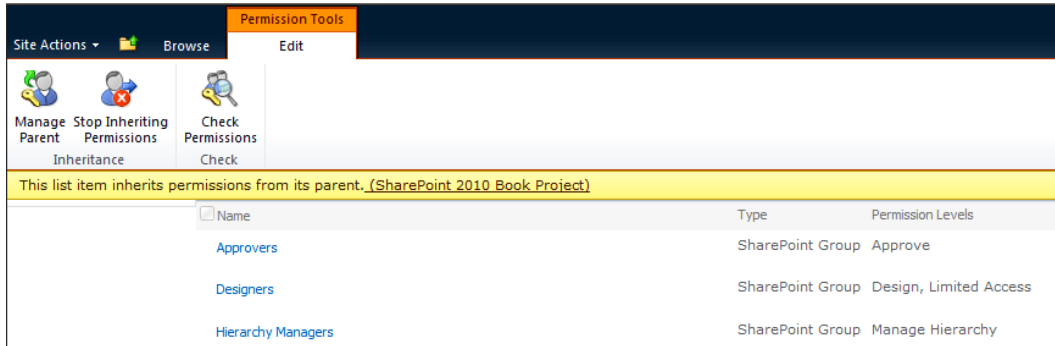 Permission Tools
Site Actions Browse Edit
Manage Parent Stop Inheriting Permissions Check Permissions
Inheritance Check
This list item inherits permissions from its parent. (SharePoint 2010 Book Project)
Name Type Permission Levels
Approvers SharePoint Group Approve
Designers SharePoint Group Design, Limited Access
Hierarchy Managers SharePoint Group Manage Hierarchy